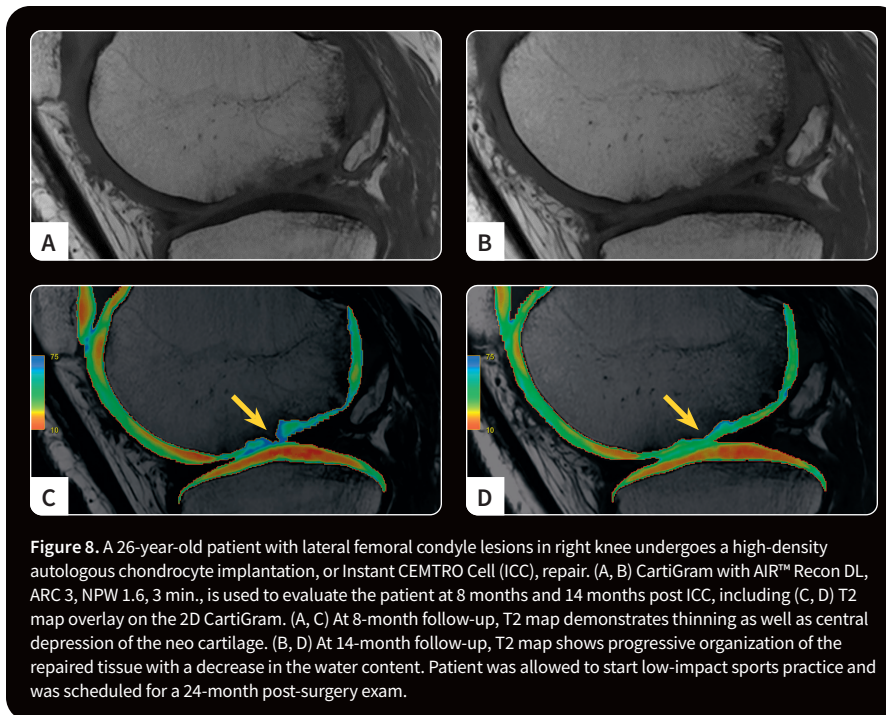 A
B
75
10
C
75
10
D
Figure 8. A 26-year-old patient with lateral femoral condyle lesions in right knee undergoes a high-density
autologous chondrocyte implantation, or Instant CEMTRO Cell (ICC), repair. (A, B) CartiGram with AIR™ Recon DL,
ARC 3, NPW 1.6, 3 min., is used to evaluate the patient at 8 months and 14 months post ICC, including (C, D) T2
map overlay on the 2D CartiGram. (A, C) At 8-month follow-up, T2 map demonstrates thinning as well as central
depression of the neo cartilage. (B, D) At 14-month follow-up, T2 map shows progressive organization of the
repaired tissue with a decrease in the water content. Patient was allowed to start low-impact sports practice and
was scheduled for a 24-month post-surgery exam.